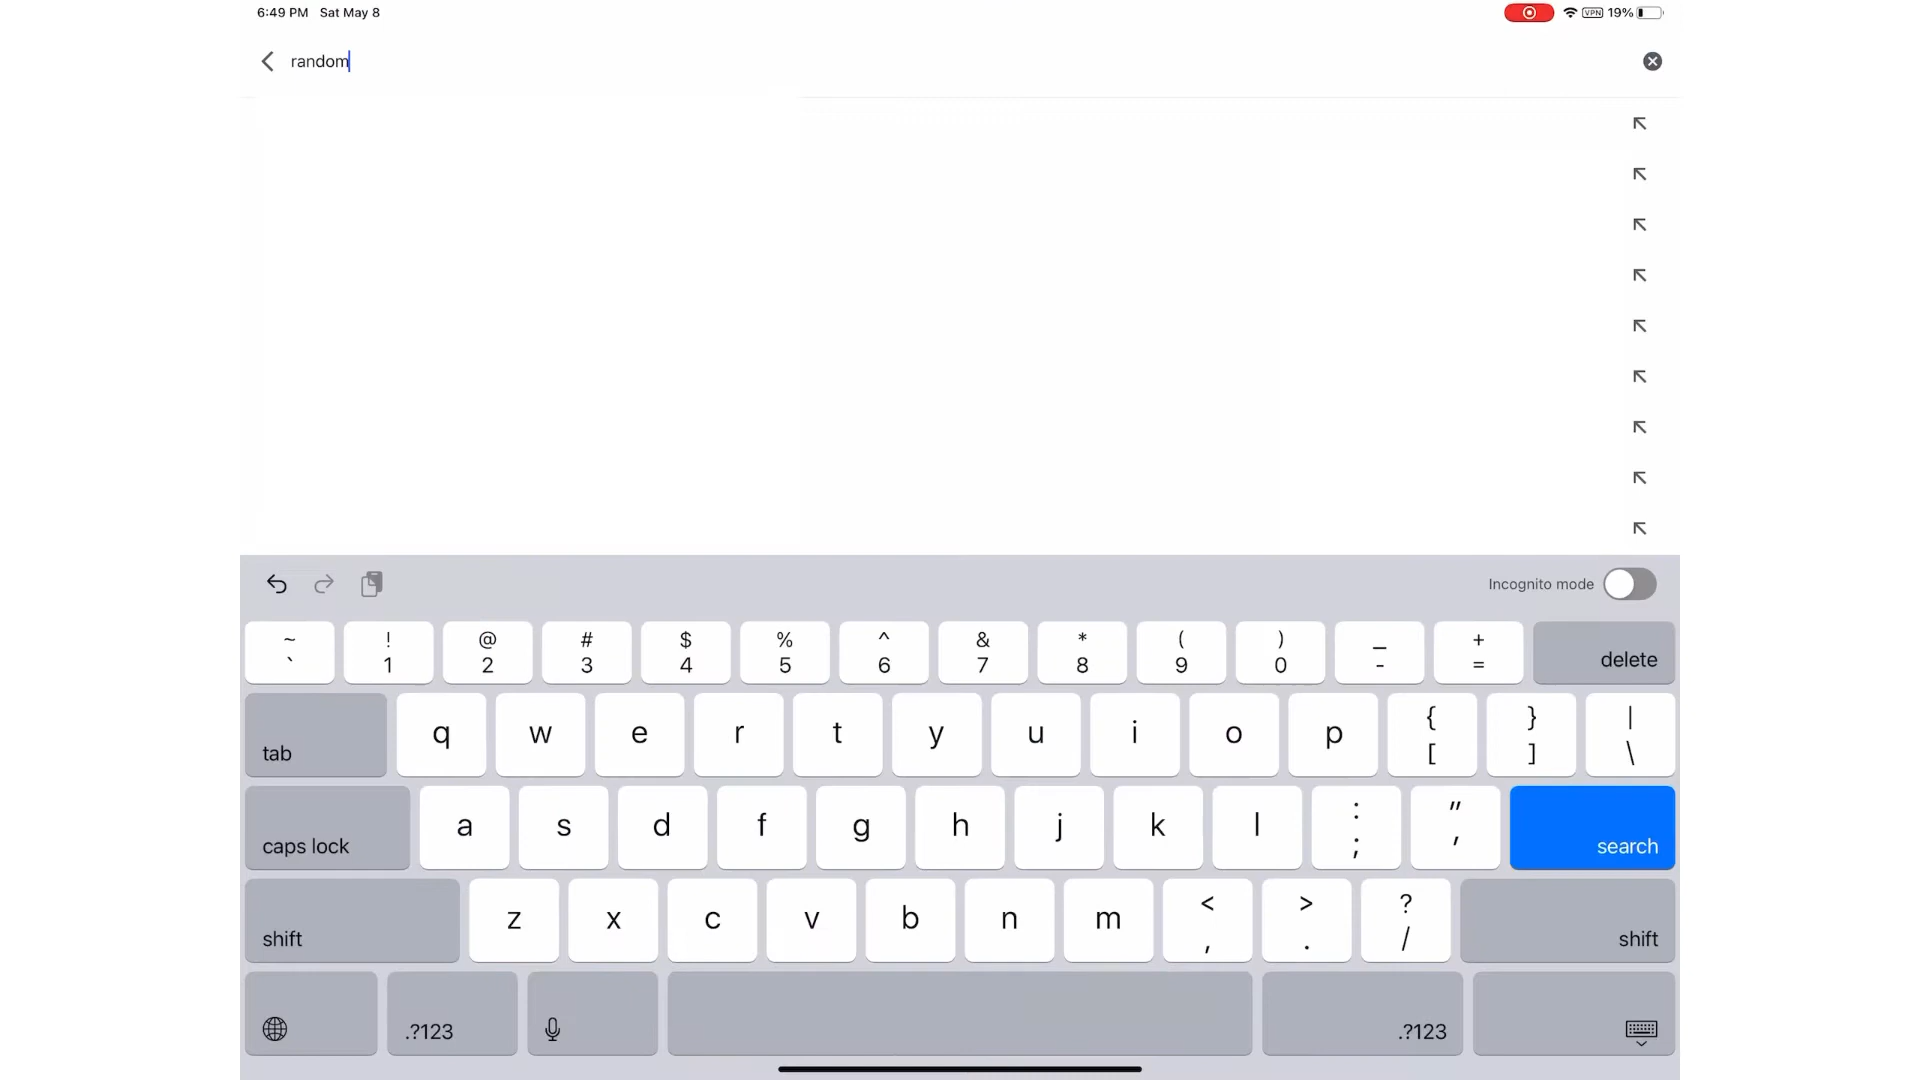 6:49 PM Sat May 8
VPN 19%
random
Incognito mode
~ ! @ # $ % ^ & * ( ) _ +
` 1 2 3 4 5 6 7 8 9 0 - = delete
tab q w e r t y u i o p { [ } ] | \
caps lock a s d f g h j k l : ; " ' search
shift z x c v b n m < , > . ? / shift
.?123 .?123